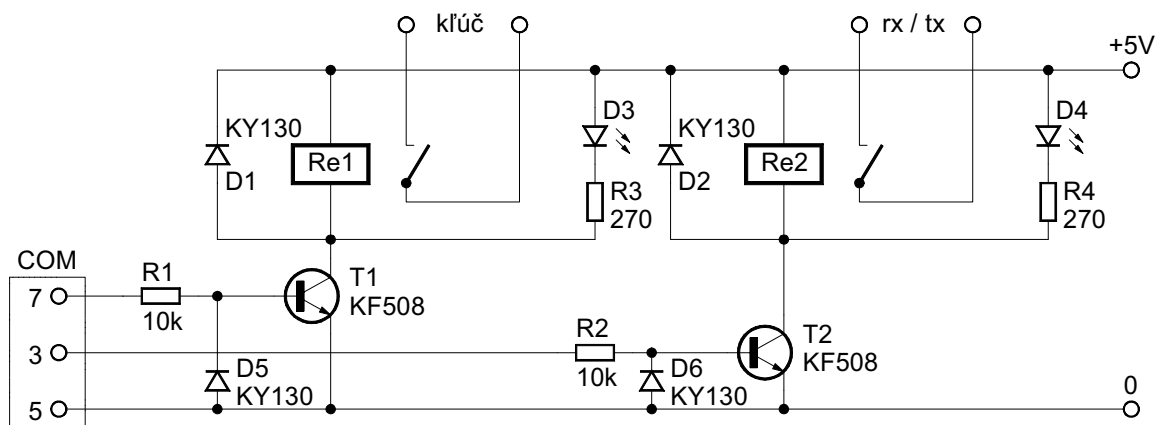 kľúč
rx / tx
+5V
KY130
D1
Re1
D3
R3
270
KY130
D2
Re2
D4
R4
270
COM
7
R1
10k
T1
KF508
3
R2
10k
T2
KF508
D5
KY130
D6
KY130
5
0